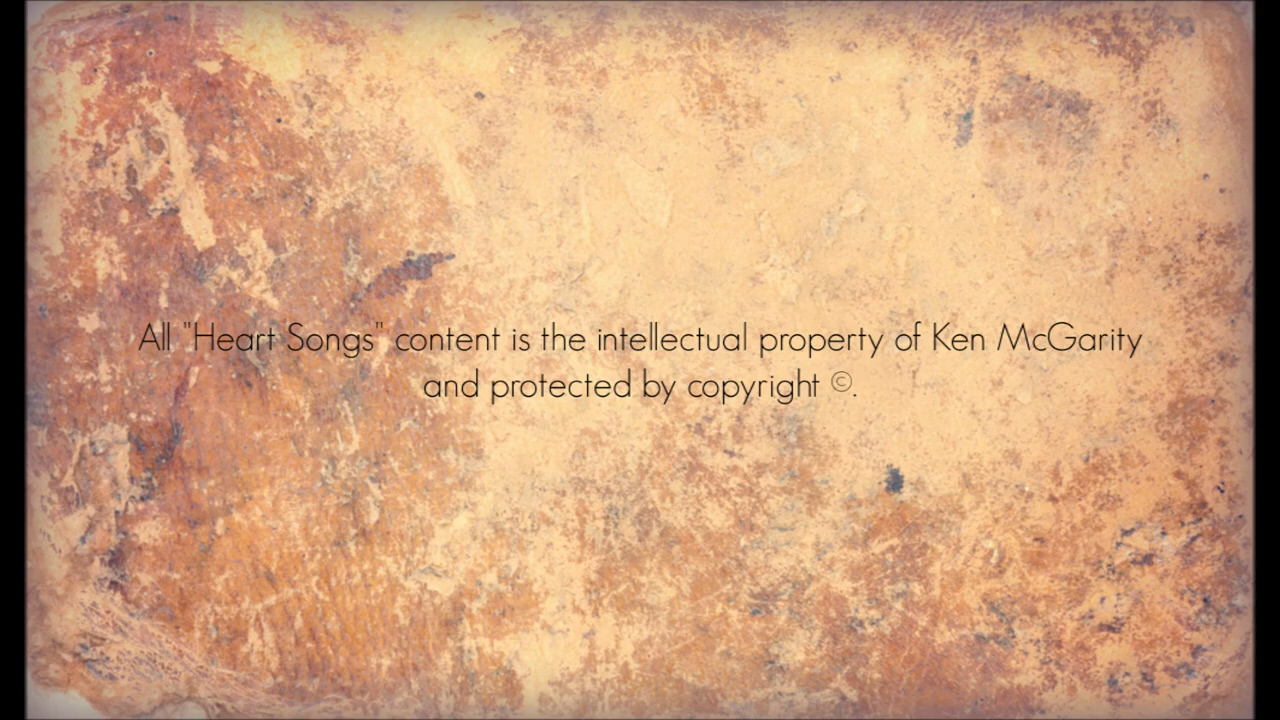 All "Heart Songs" content is the intellectual property of Ken McGarity
and protected by copyright ©.